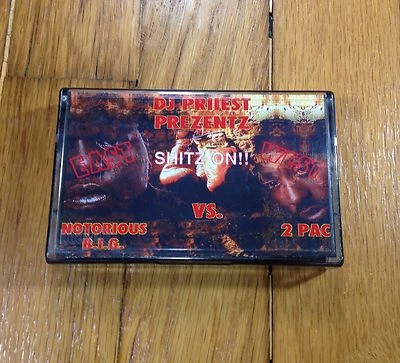 DJ PRIIEST
PREZENTZ
EAST
SHITZ ON!!
WEST
VS.
NOTORIOUS
B.I.G.
2 PAC